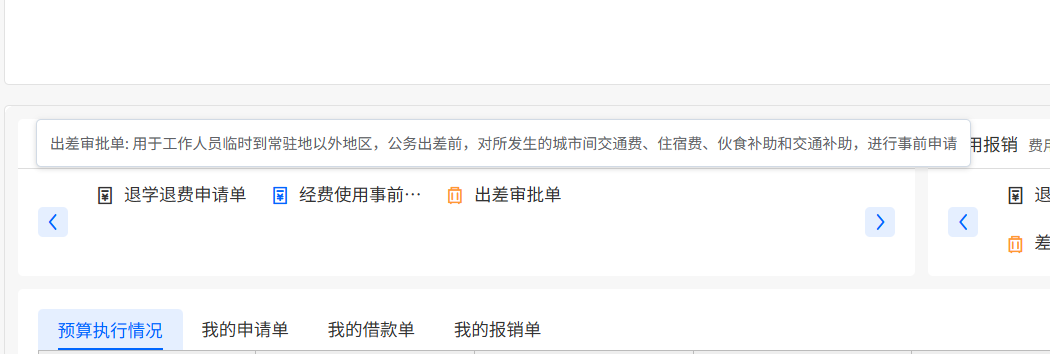 出差审批单: 用于工作人员临时到常驻地以外地区，公务出差前，对所发生的城市间交通费、住宿费、伙食补助和交通补助，进行事前申请
用报销 费用
退学退费申请单 经费使用事前… 出差审批单
退
差
预算执行情况 我的申请单 我的借款单 我的报销单